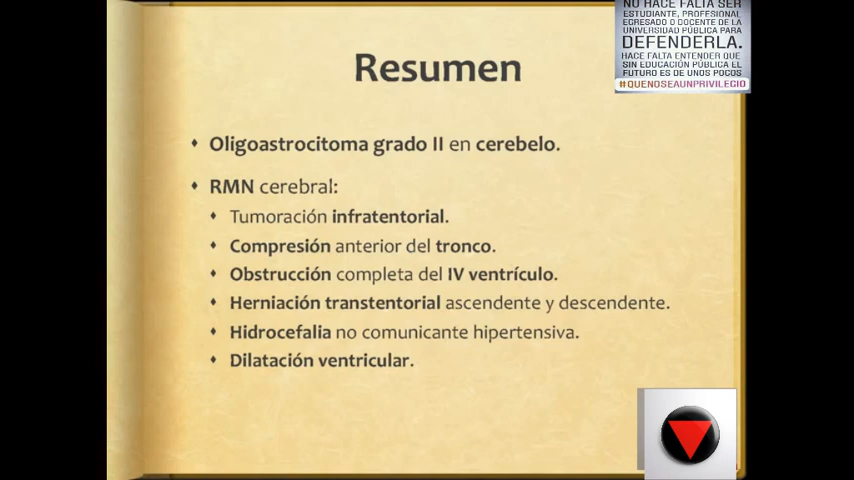 NO HACE FALTA SER
ESTUDIANTE, PROFESIONAL
EGRESADO O DOCENTE DE LA
UNIVERSIDAD PÚBLICA PARA
DEFENDERLA.
HACE FALTA ENTENDER QUE
SIN EDUCACIÓN PÚBLICA EL
FUTURO ES DE UNOS POCOS
#QUENOSEAUNPRIVILEGIO
Resumen
Oligoastrocitoma grado II en cerebelo.
RMN cerebral:
Tumoración infratentorial.
Compresión anterior del tronco.
Obstrucción completa del IV ventrículo.
Herniación transtentorial ascendente y descendente.
Hidrocefalia no comunicante hipertensiva.
Dilatación ventricular.